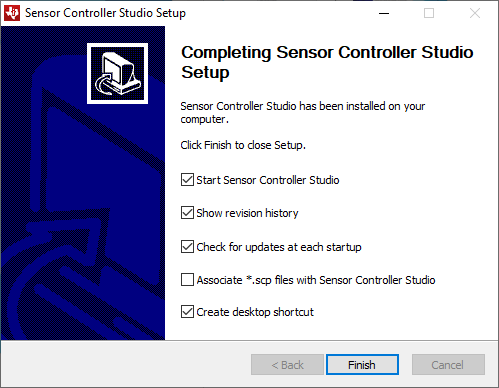 Sensor Controller Studio Setup
Completing Sensor Controller Studio
Setup
Sensor Controller Studio has been installed on your
computer.
Click Finish to close Setup.
Start Sensor Controller Studio
Show revision history
Check for updates at each startup
Associate *.scp files with Sensor Controller Studio
Create desktop shortcut
< Back
Finish
Cancel